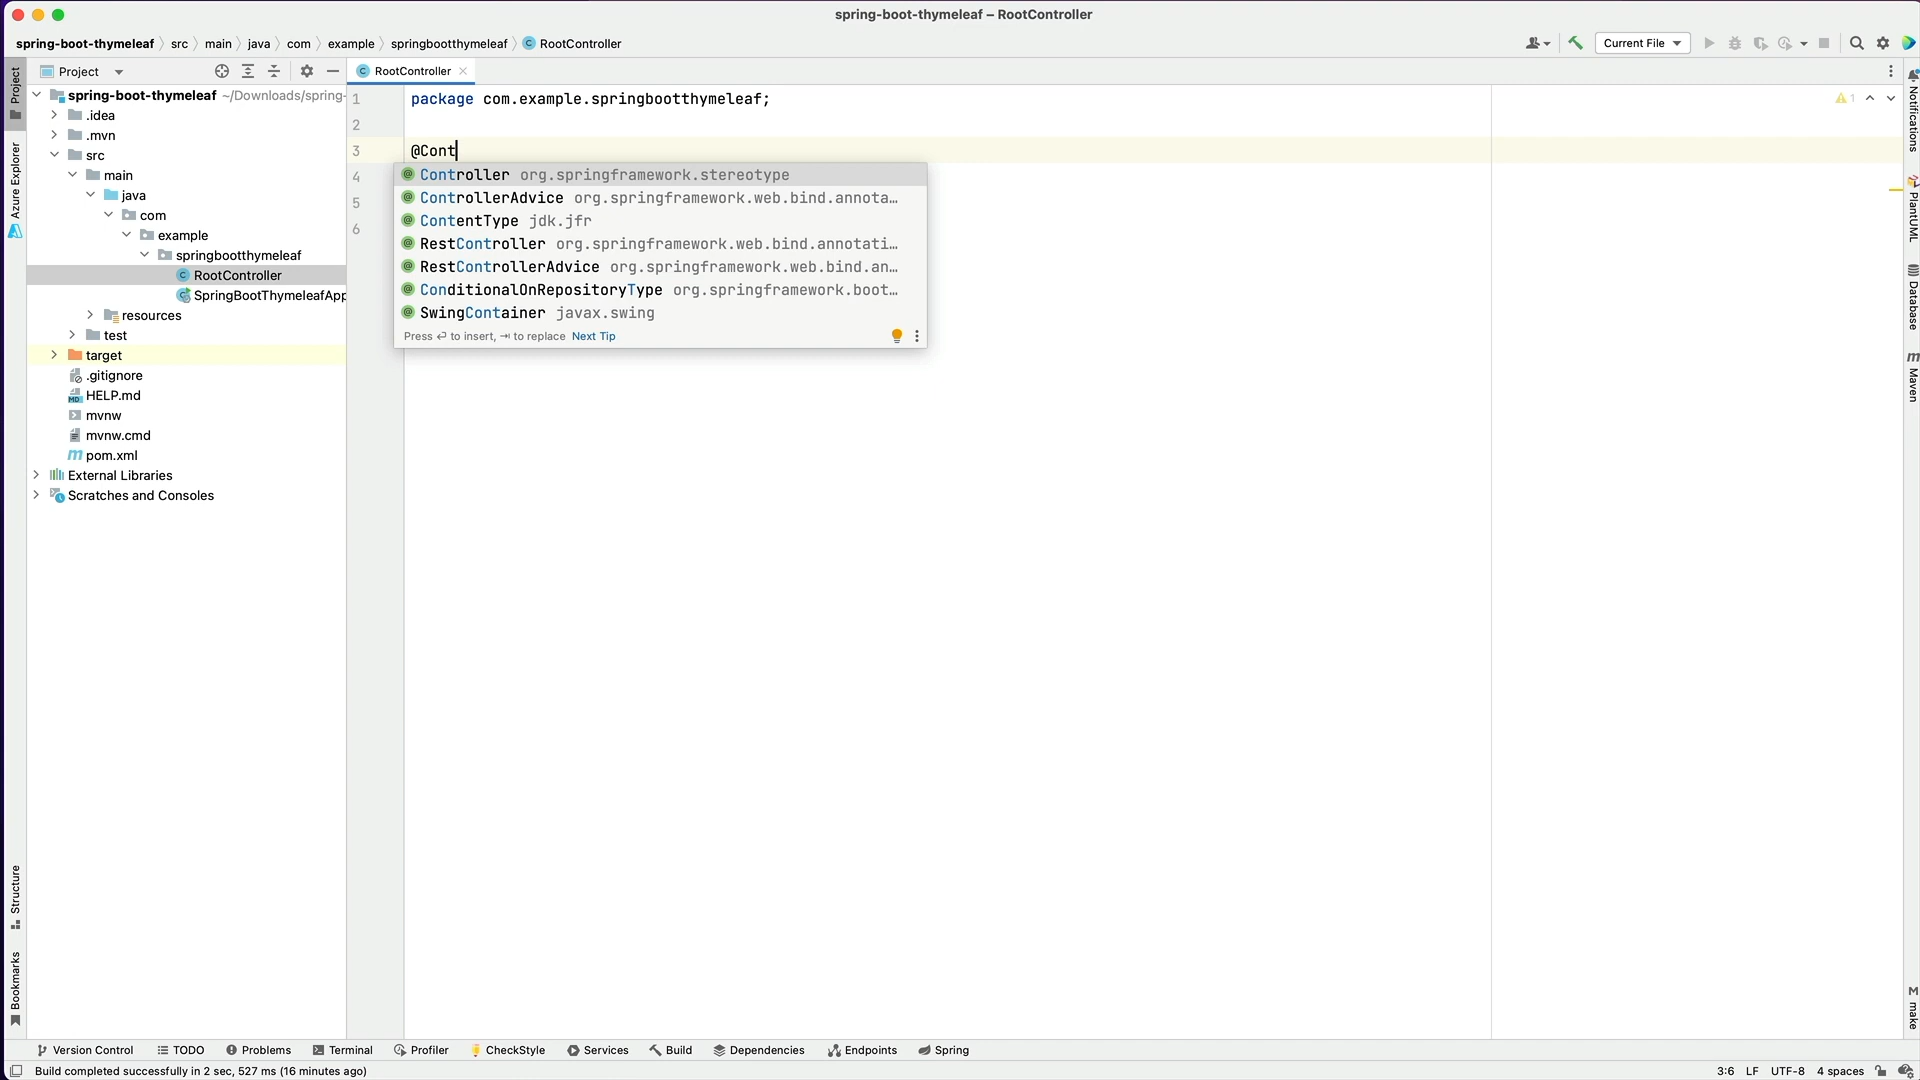 spring-boot-thymeleaf – RootController
spring-boot-thymeleaf src main java com example springbootthymeleaf RootController
Current File
Project
RootController
spring-boot-thymeleaf ~/Downloads/spring-
.idea
.mvn
src
main
java
com
example
springbootthymeleaf
RootController
SpringBootThymeleafApp
resources
test
target
.gitignore
HELP.md
mvnw
mvnw.cmd
pom.xml
External Libraries
Scratches and Consoles
1 package com.example.springbootthymeleaf;
2
3 @Cont
4
5
6
Controller org.springframework.stereotype
ControllerAdvice org.springframework.web.bind.annota…
ContentType jdk.jfr
RestController org.springframework.web.bind.annotati…
RestControllerAdvice org.springframework.web.bind.an…
ConditionalOnRepositoryType org.springframework.boot…
SwingContainer javax.swing
Press ↵ to insert, ⇥ to replace Next Tip
1
Project
Azure Explorer
Structure
Bookmarks
Notifications
PlantUML
Database
Maven
make
Version Control TODO Problems Terminal Profiler CheckStyle Services Build Dependencies Endpoints Spring
Build completed successfully in 2 sec, 527 ms (16 minutes ago)
3:6 LF UTF-8 4 spaces